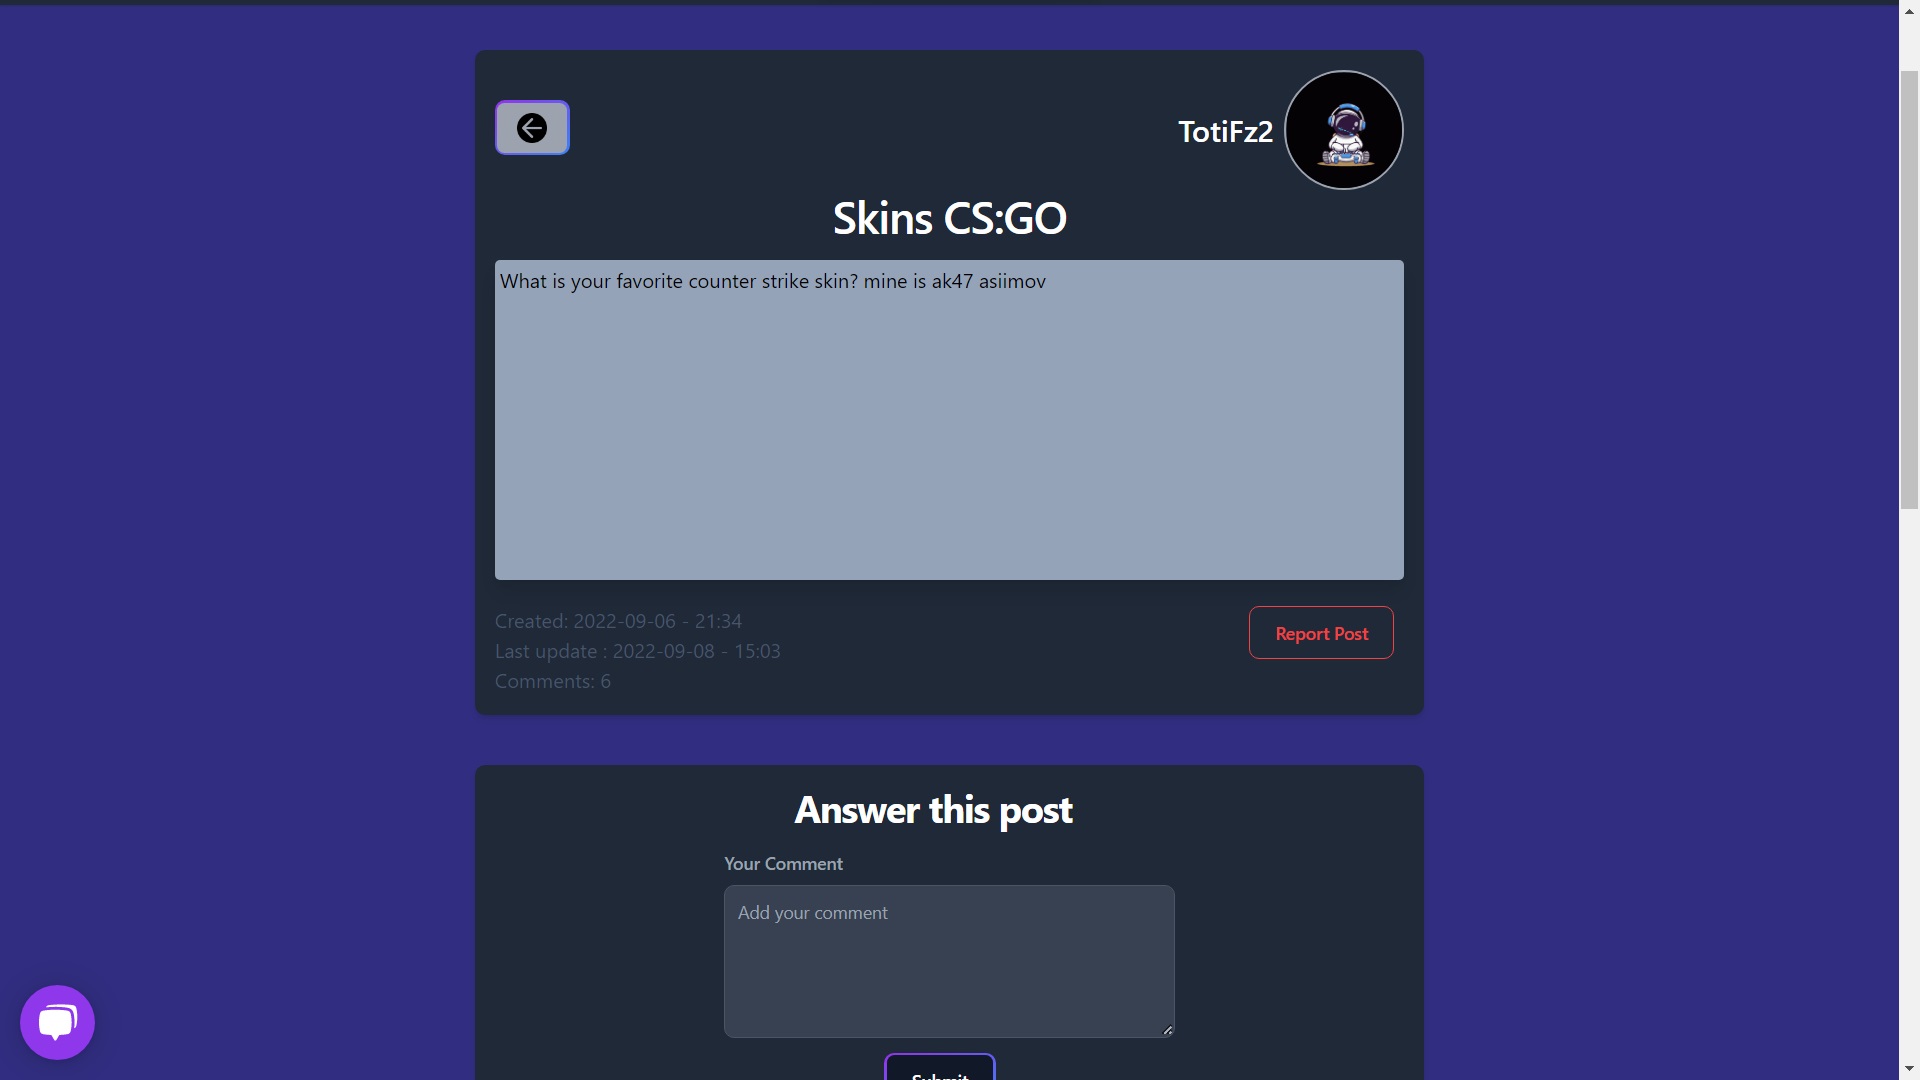 TotiFz2
Skins CS:GO
What is your favorite counter strike skin? mine is ak47 asiimov
Created: 2022-09-06 - 21:34
Last update : 2022-09-08 - 15:03
Comments: 6
Report Post
Answer this post
Your Comment
Add your comment
Submit